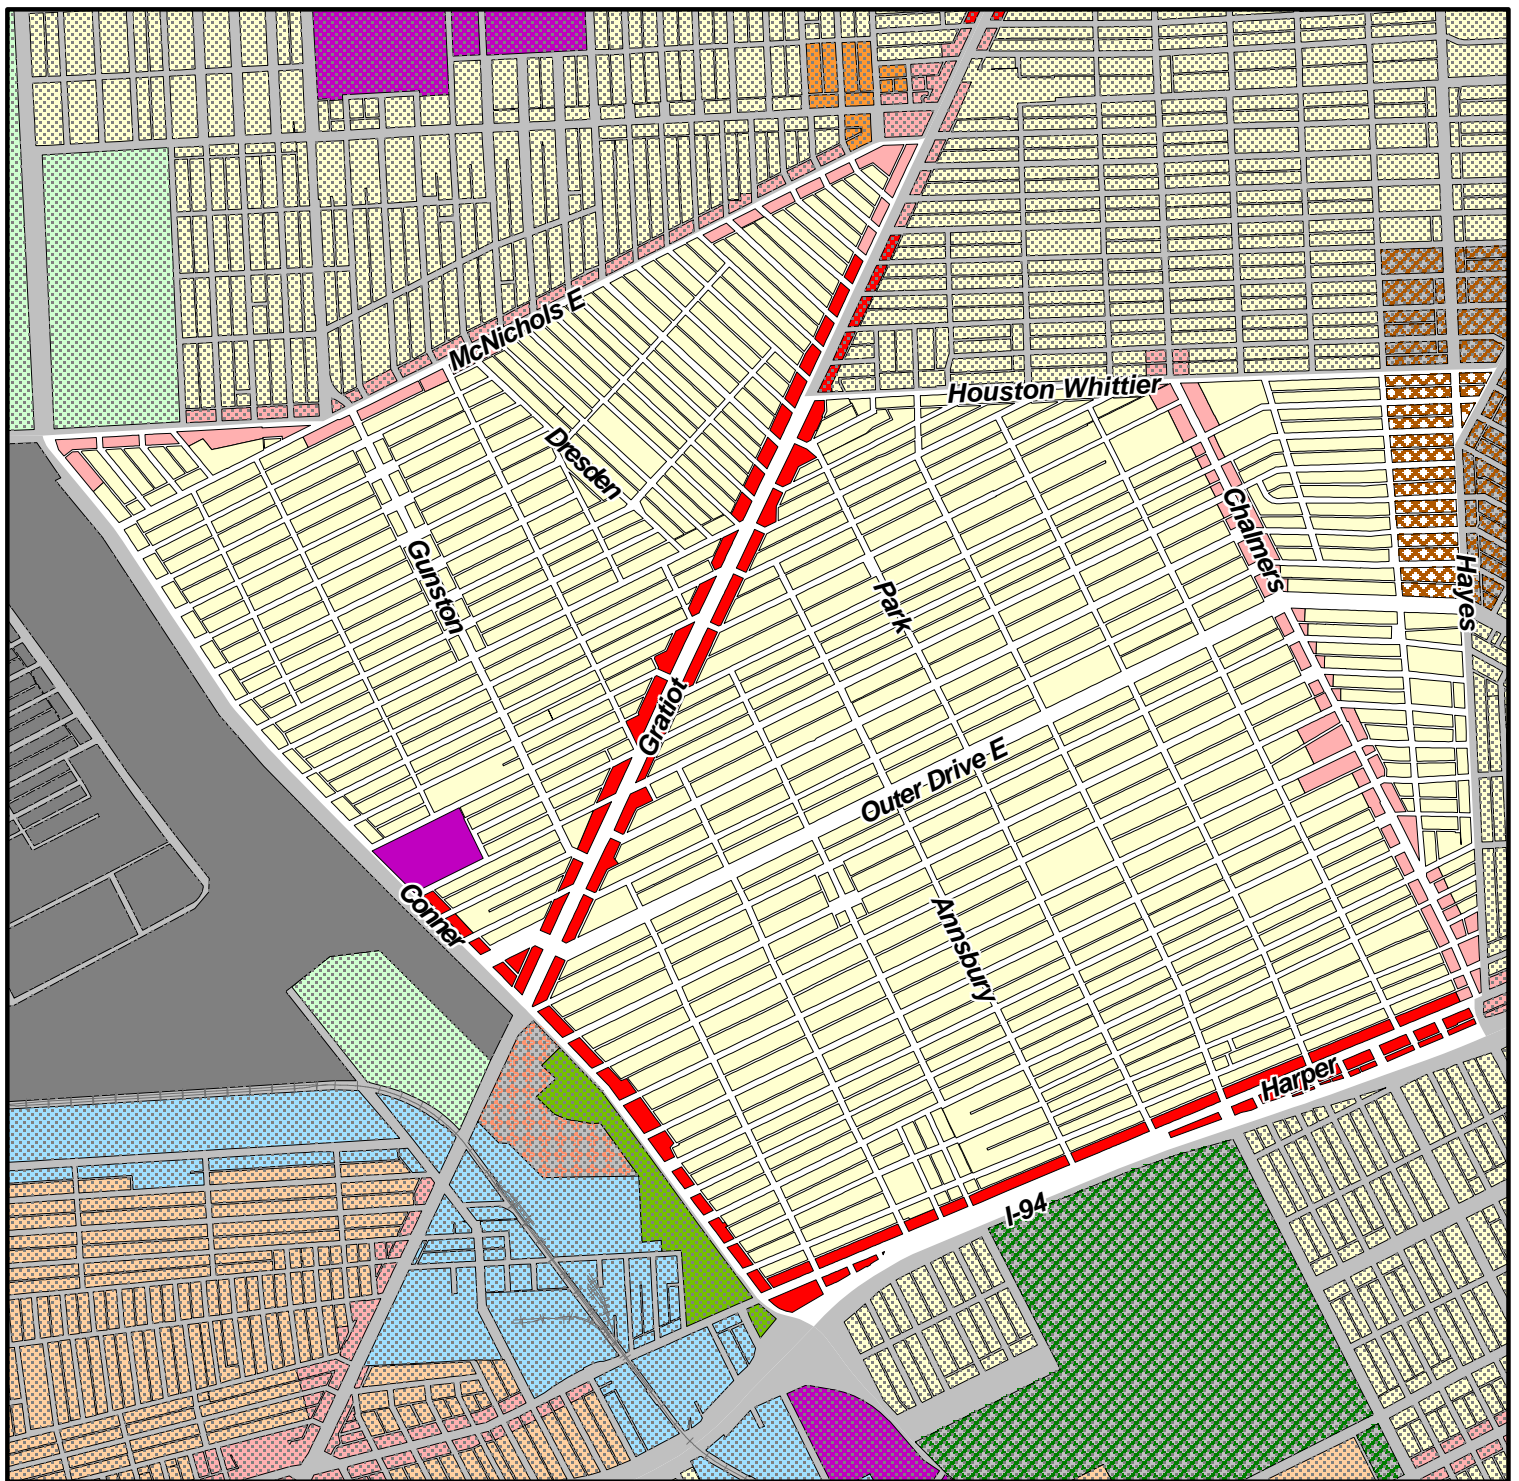 McNichols E
Houston Whittier
Dresden
Chalmers
Gunston
Hayes
Park
Gratiot
Outer Drive E
Conner
Annsbury
Harper
I-94